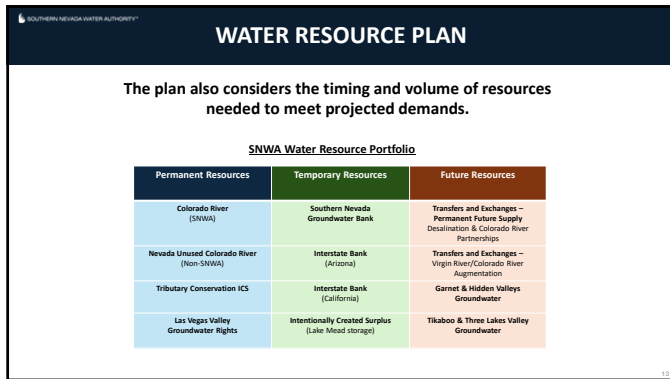 SOUTHERN NEVADA WATER AUTHORITY™
WATER RESOURCE PLAN
The plan also considers the timing and volume of resources
needed to meet projected demands.
SNWA Water Resource Portfolio
Permanent Resources
Temporary Resources
Future Resources
Colorado River
(SNWA)
Southern Nevada
Groundwater Bank
Transfers and Exchanges –
Permanent Future Supply
Desalination & Colorado River
Partnerships
Nevada Unused Colorado River
(Non-SNWA)
Interstate Bank
(Arizona)
Transfers and Exchanges –
Virgin River/Colorado River
Augmentation
Tributary Conservation ICS
Interstate Bank
(California)
Garnet & Hidden Valleys
Groundwater
Las Vegas Valley
Groundwater Rights
Intentionally Created Surplus
(Lake Mead storage)
Tikaboo & Three Lakes Valley
Groundwater
13